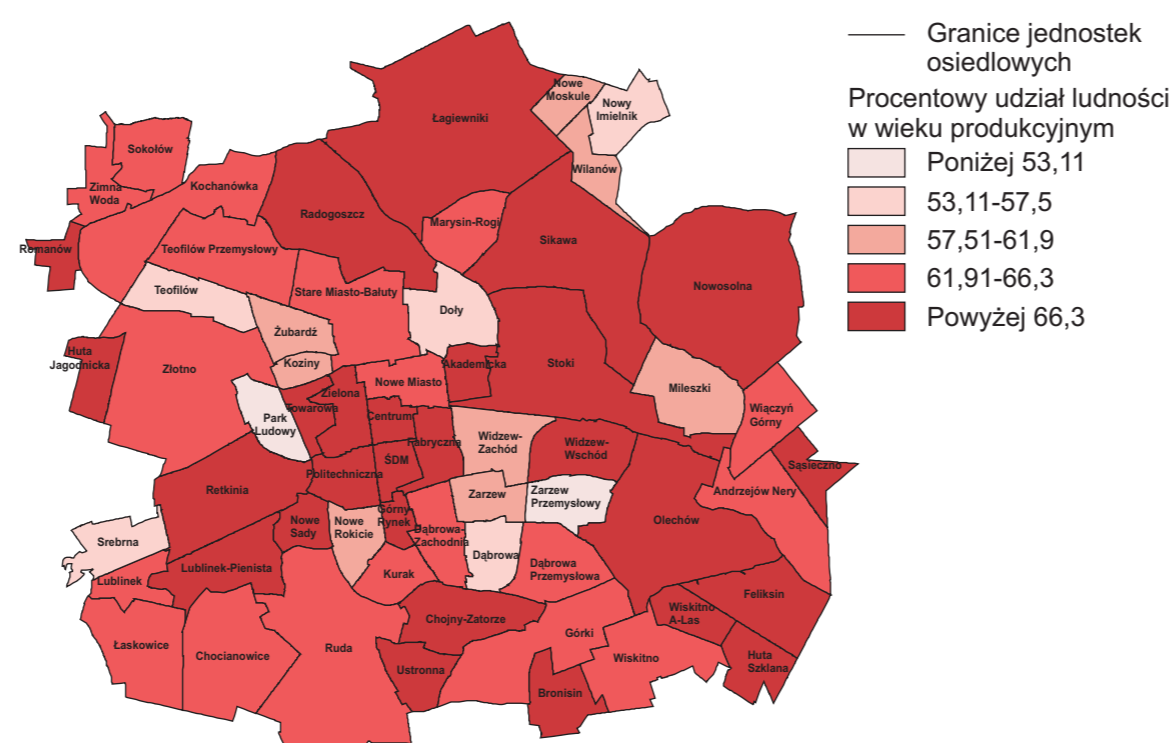 Granice jednostek
osiedlowych
Procentowy udział ludności
w wieku produkcyjnym
Poniżej 53,11
53,11-57,5
57,51-61,9
61,91-66,3
Powyżej 66,3
Nowe
Moskule
Nowy
Imielnik
Łagiewniki
Sokołów
Wilanów
Zimna
Woda
Kochanówka
Radogoszcz
Marysin-Rogi
Sikawa
Romanów
Teofilów Przemysłowy
Nowosolna
Teofilów
Stare Miasto-Bałuty
Doły
Żubardź
Huta
Jagodnicka
Złotno
Koziny
Akademicka
Stoki
Nowe Miasto
Mileszki
Zielona
Towarowa
Centrum
Park
Ludowy
Wiączyń
Górny
Fabryczna
Widzew-
Zachód
Widzew-
Wschód
ŚDM
Sąsieczno
Politechniczna
Retkinia
Zarzew
Zarzew
Przemysłowy
Andrzejów Nery
Górny
Rynek
Olechów
Nowe
Sady
Nowe
Rokicie
Dąbrowa-
Zachodnia
Srebrna
Dąbrowa
Lublinek-Pienista
Dąbrowa
Przemysłowa
Lublinek
Kurak
Feliksin
Wiskitno
A-Las
Chojny-Zatorze
Górki
Łaskowice
Chocianowice
Ruda
Wiskitno
Huta
Szklana
Ustronna
Bronisin